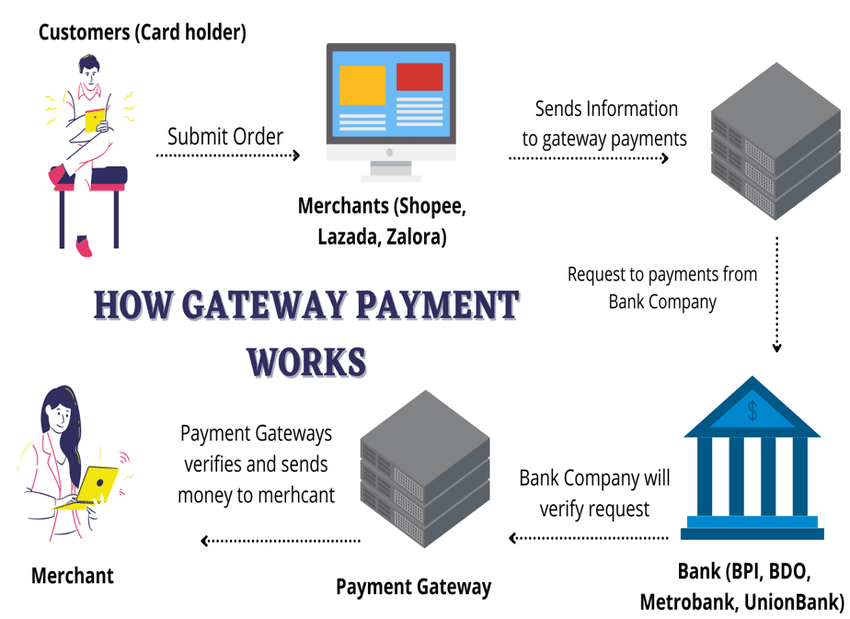 Customers (Card holder)
Submit Order
Sends Information
to gateway payments
Merchants (Shopee,
Lazada, Zalora)
Request to payments from
Bank Company
HOW GATEWAY PAYMENT
WORKS
$
Payment Gateways
verifies and sends
money to merhcant
Bank Company will
verify request
Merchant
Payment Gateway
Bank (BPI, BDO,
Metrobank, UnionBank)